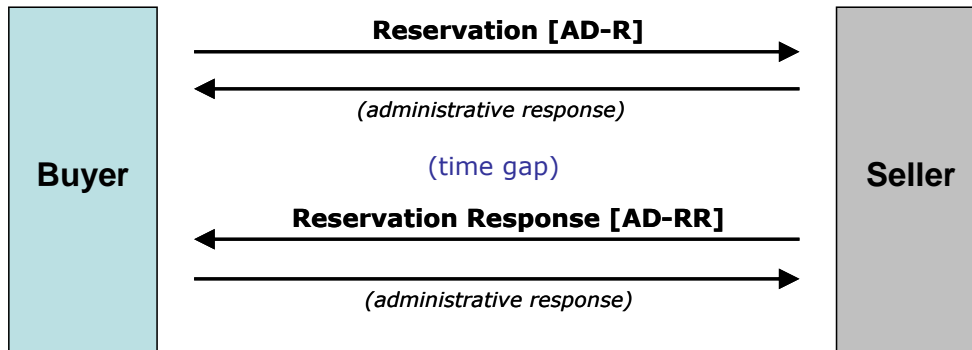 Reservation [AD-R]
(administrative response)
(time gap)
Buyer
Seller
Reservation Response [AD-RR]
(administrative response)